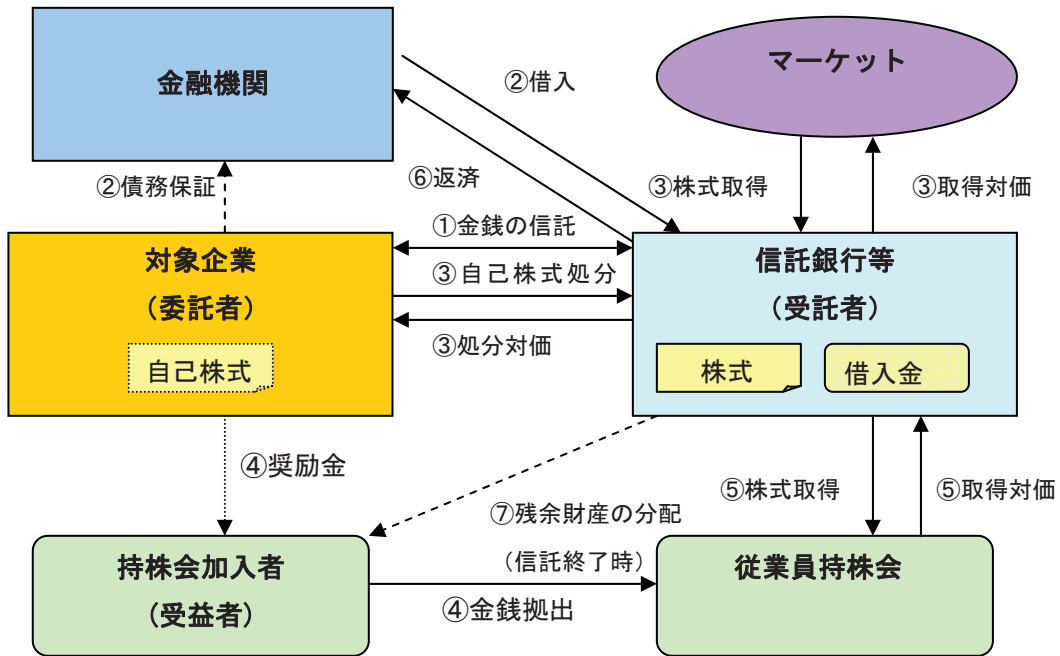 金融機関
マーケット
②借入
②債務保証
⑥返済
③株式取得
③取得対価
①金銭の信託
対象企業
(委託者)
③自己株式処分
③処分対価
信託銀行等
(受託者)
自己株式
株式
借入金
④奨励金
⑤株式取得
⑤取得対価
⑦残余財産の分配
(信託終了時)
持株会加入者
(受益者)
④金銭拠出
従業員持株会